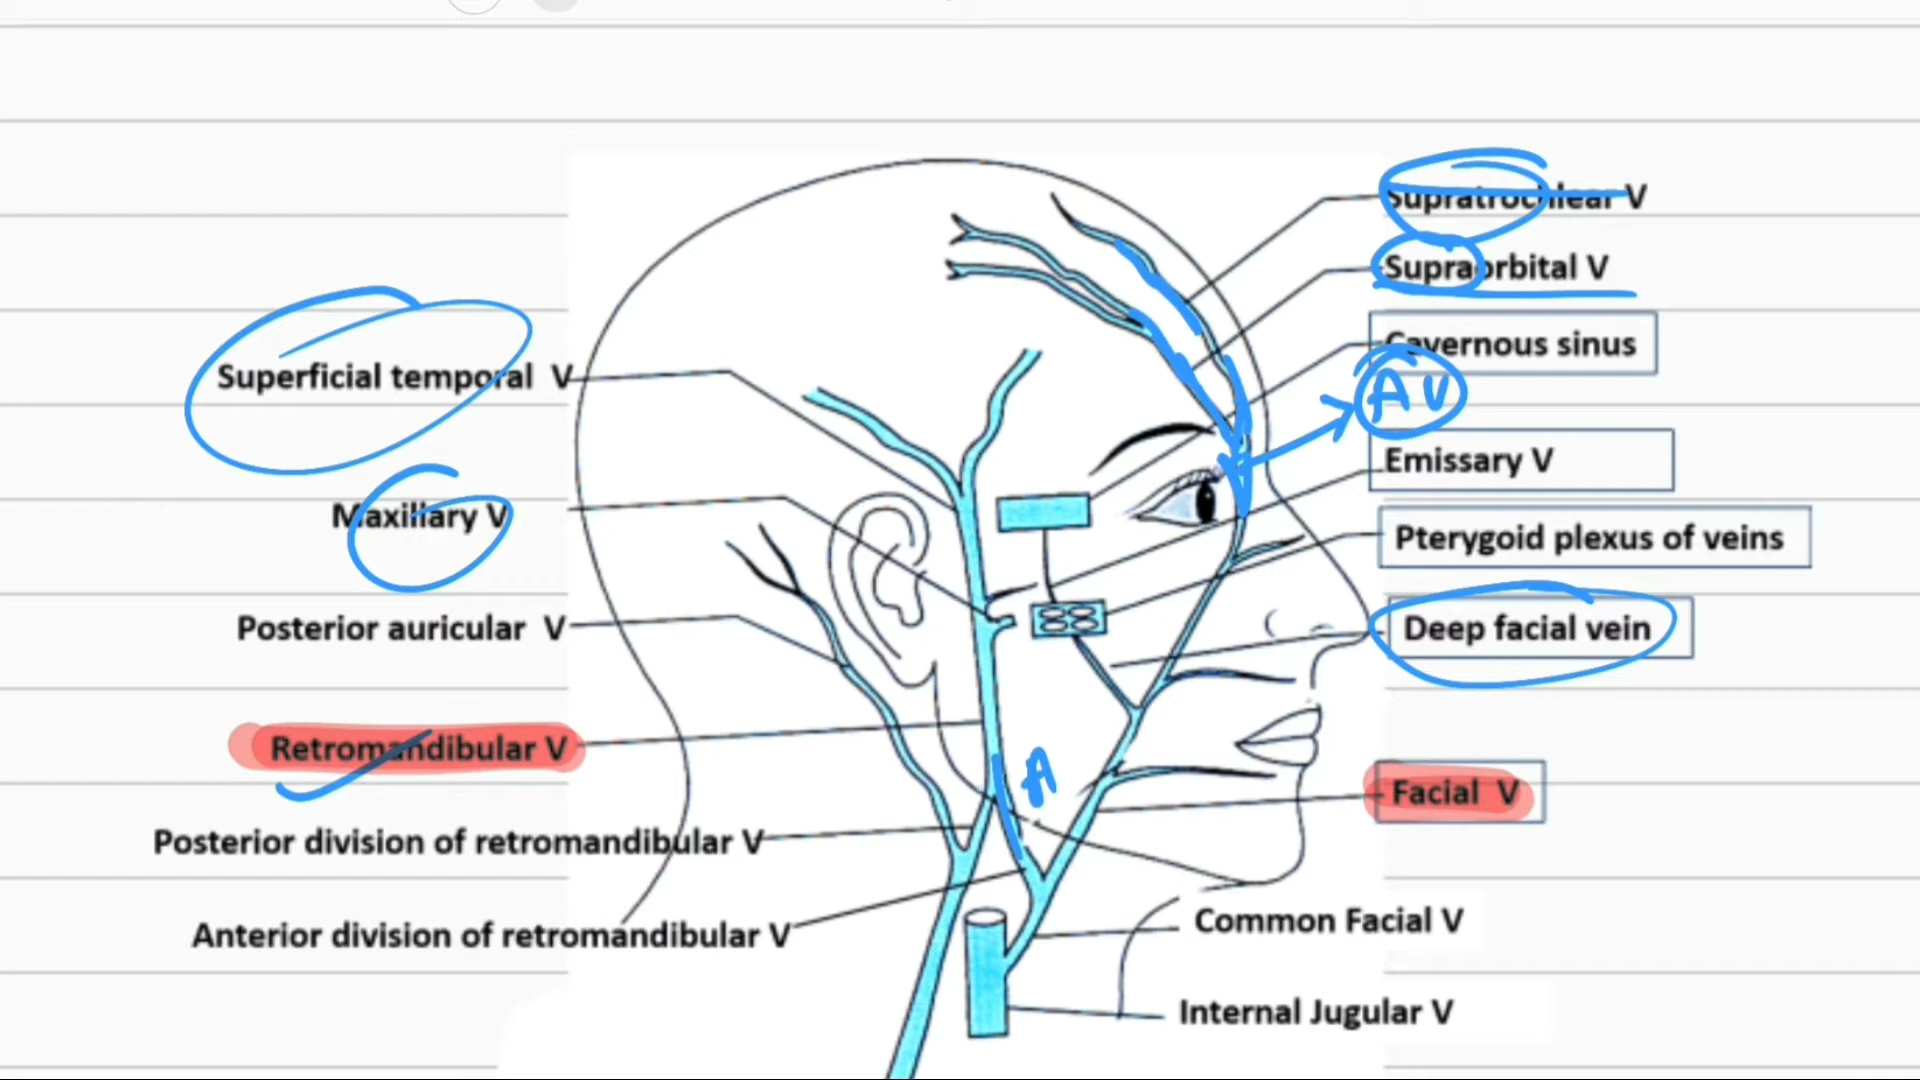 Supratrochlear V
Supraorbital V
Cavernous sinus
AV
Emissary V
Pterygoid plexus of veins
Deep facial vein
Facial V
Common Facial V
Internal Jugular V
Superficial temporal V
Maxillary V
Posterior auricular V
Retromandibular V
A
Posterior division of retromandibular V
Anterior division of retromandibular V